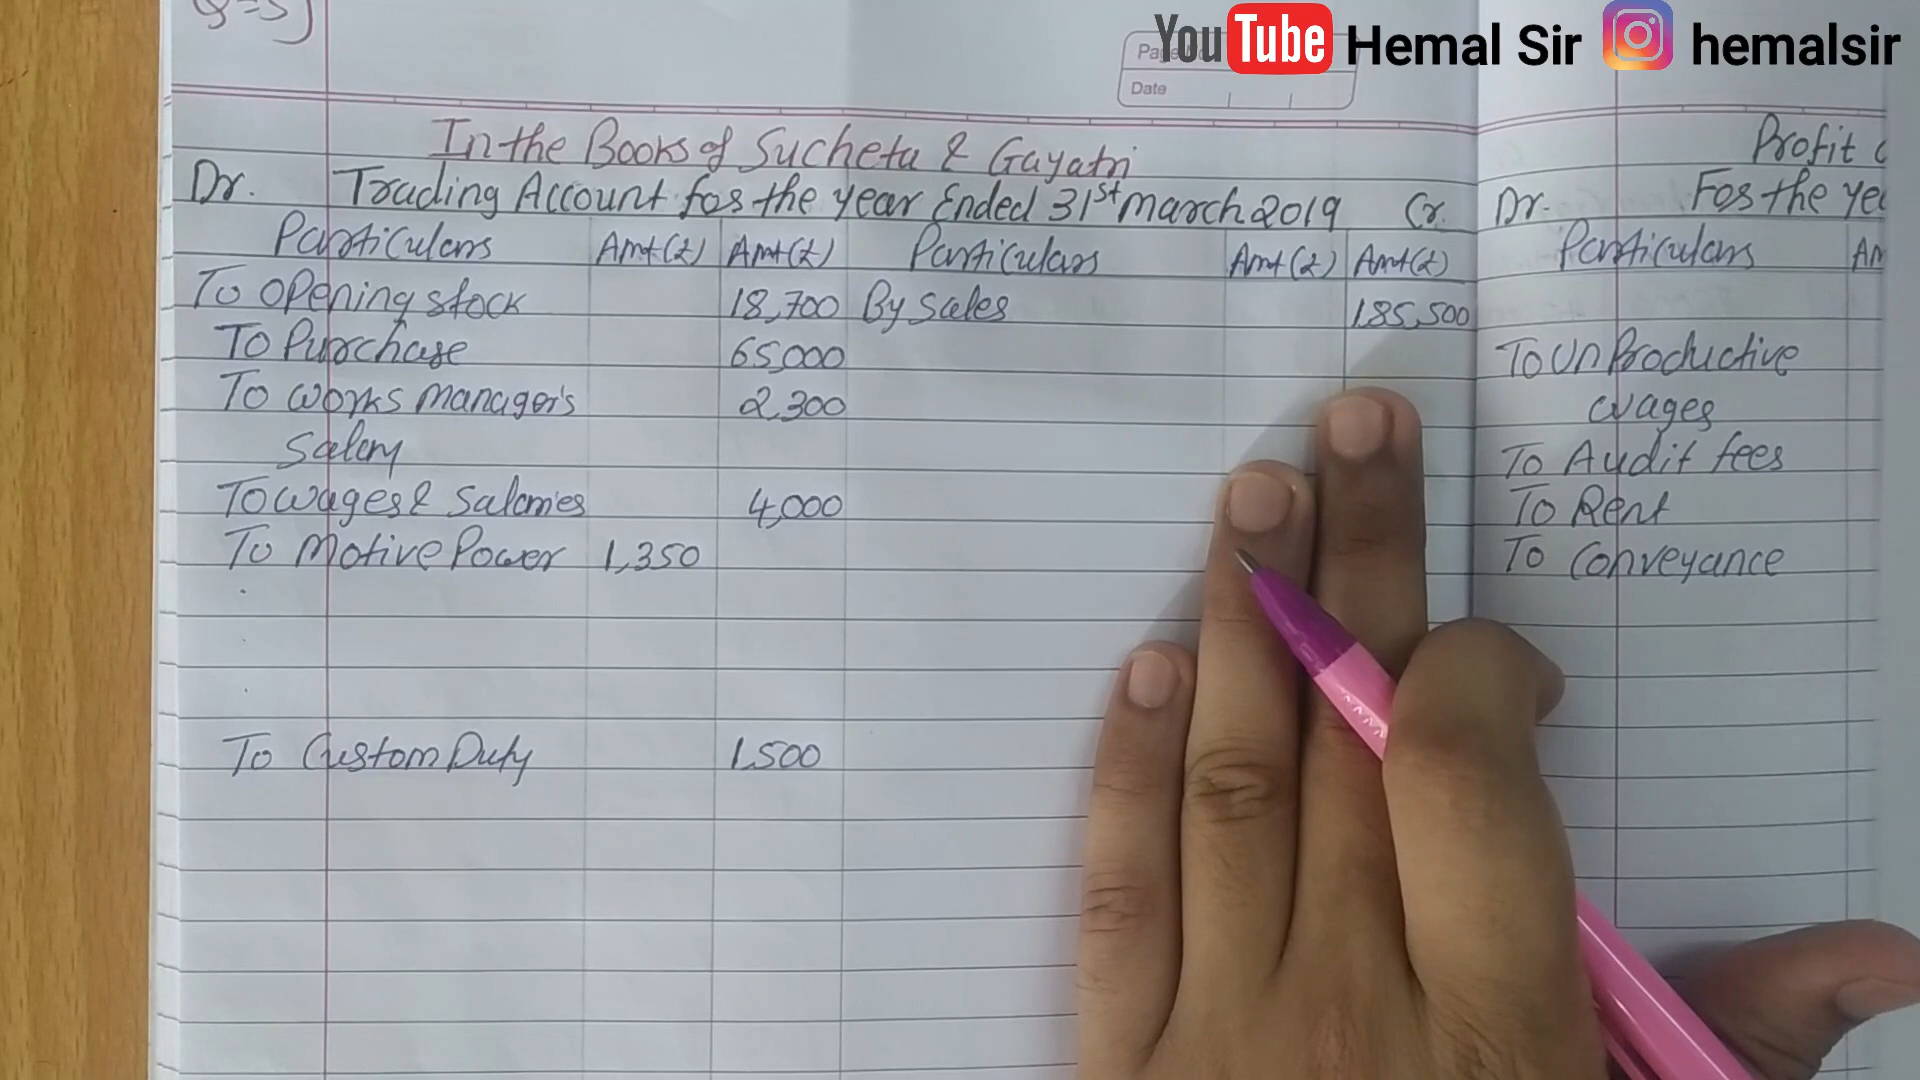 YouTube Hemal Sir hemalsir
Date
In the Books of Sucheta & Gayatri
Dr. Trading Account for the year Ended 31st march 2019 Cr.
Particulars Amt(₹) Amt(₹) Particulars Amt(₹) Amt(₹)
To opening stock 18,700 By Sales 1,85,500
To Purchase 65,000
To works manager's 2,300
Salary
To wages & Salaries 4,000
To Motive Power 1,350
To Custom Duty 1,500
Profit
Dr. For the ye
Particulars Am
To UnProductive
wages
To Audit fees
To Rent
To Conveyance